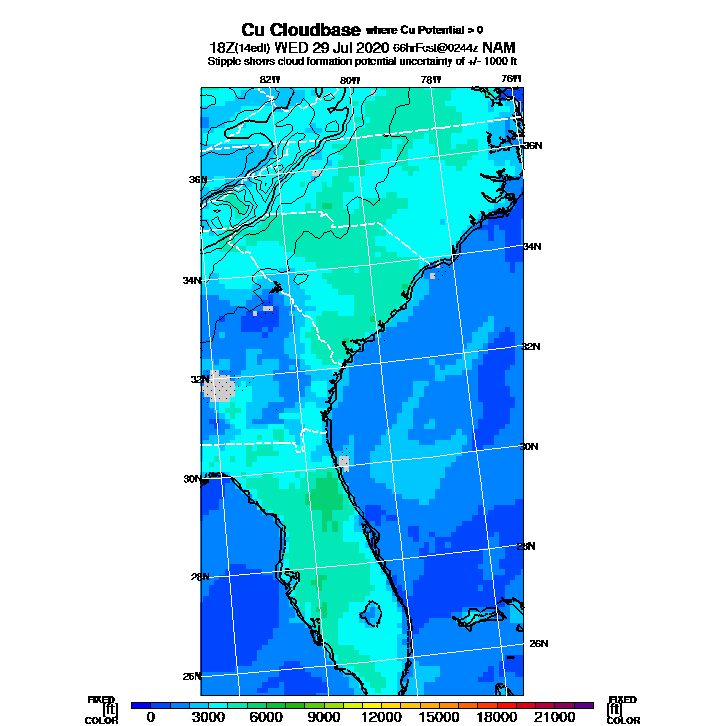 Cu Cloudbase where Cu Potential > 0
18Z(14edt) WED 29 Jul 2020 66hrFcst@0244z NAM
Stipple shows cloud formation potential uncertainty of +/- 1000 ft
82W 80W 78W 76W
36N
36N
34N
34N
32N
32N
30N
30N
28N
28N
26N
26N
FIXED FIXED
[ft] [ft]
COLOR COLOR
0 3000 6000 9000 12000 15000 18000 21000